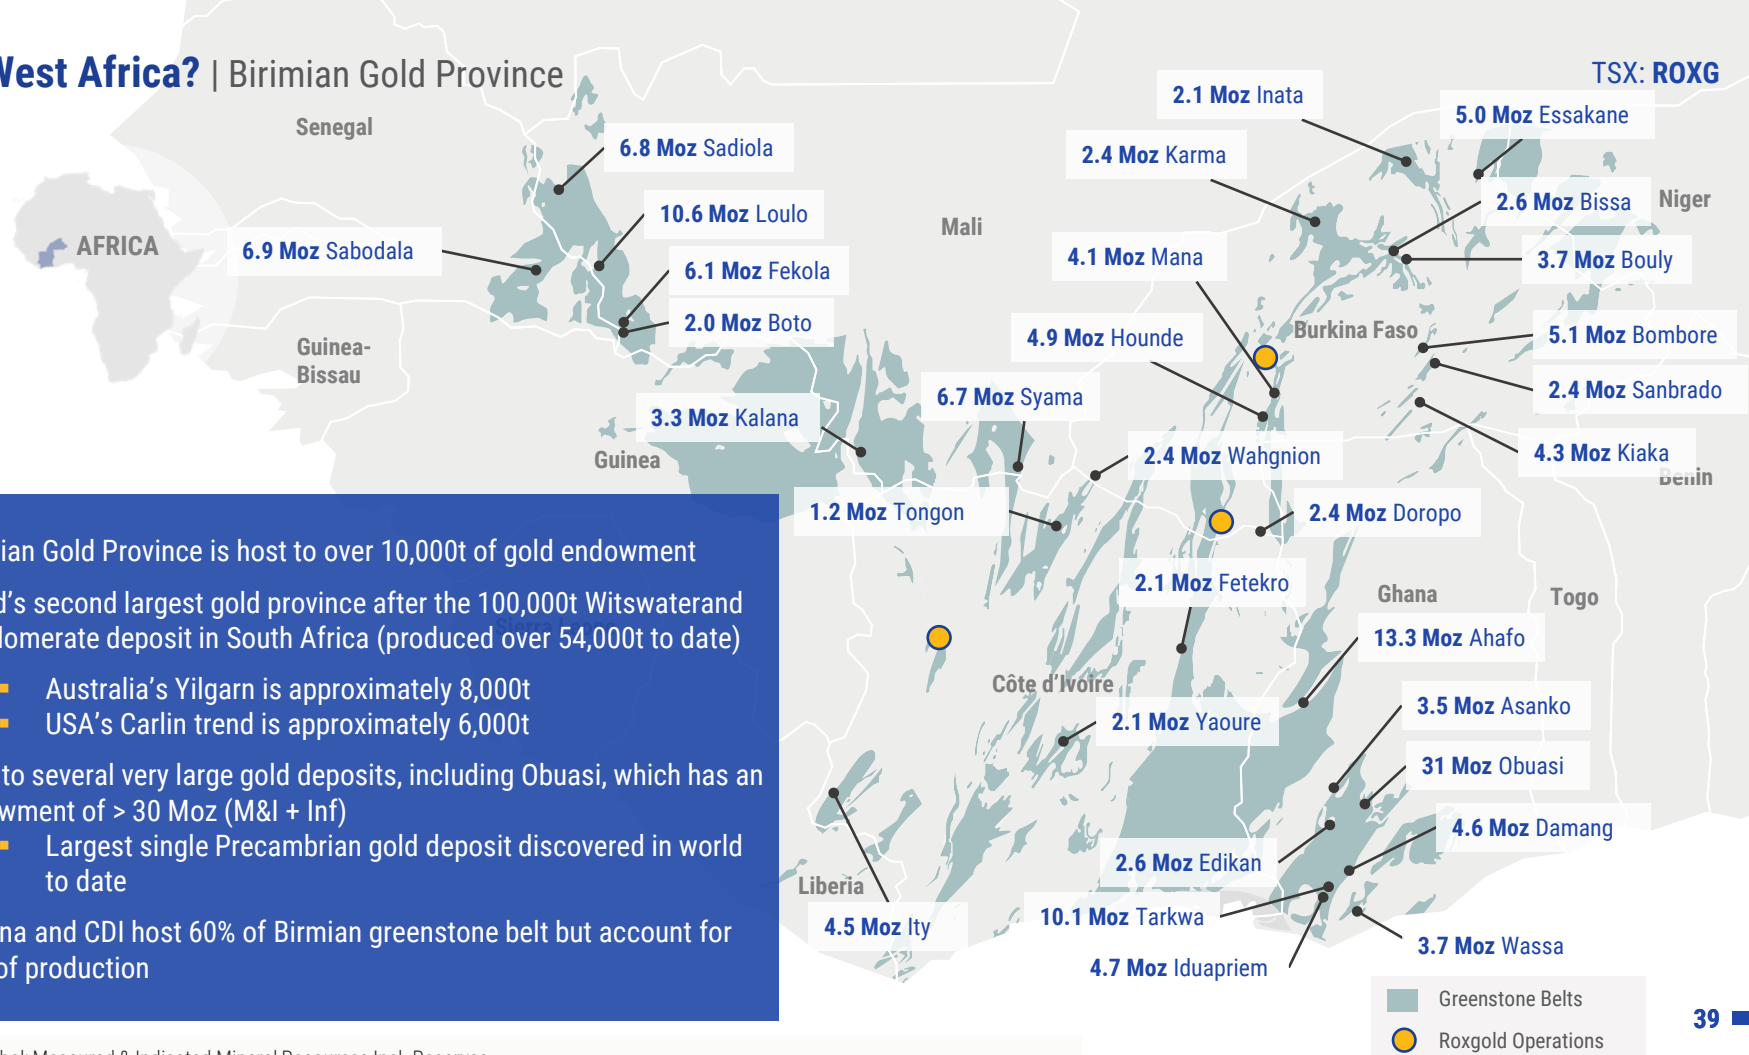 West Africa? | Birimian Gold Province
TSX: ROXG
Senegal
2.1 Moz Inata
5.0 Moz Essakane
6.8 Moz Sadiola
2.4 Moz Karma
2.6 Moz Bissa
Niger
10.6 Moz Loulo
Mali
AFRICA
6.9 Moz Sabodala
4.1 Moz Mana
3.7 Moz Bouly
6.1 Moz Fekola
2.0 Moz Boto
Burkina Faso
5.1 Moz Bombore
4.9 Moz Hounde
Guinea-
Bissau
2.4 Moz Sanbrado
6.7 Moz Syama
3.3 Moz Kalana
4.3 Moz Kiaka
2.4 Moz Wahgnion
Guinea
Benin
1.2 Moz Tongon
2.4 Moz Doropo
2.1 Moz Fetekro
Ghana
Togo
13.3 Moz Ahafo
Côte d'Ivoire
3.5 Moz Asanko
2.1 Moz Yaoure
31 Moz Obuasi
4.6 Moz Damang
2.6 Moz Edikan
Liberia
10.1 Moz Tarkwa
4.5 Moz Ity
3.7 Moz Wassa
4.7 Moz Iduapriem
ian Gold Province is host to over 10,000t of gold endowment
d's second largest gold province after the 100,000t Witswaterand
Sierra Leone
lomerate deposit in South Africa (produced over 54,000t to date)
Australia's Yilgarn is approximately 8,000t
USA's Carlin trend is approximately 6,000t
to several very large gold deposits, including Obuasi, which has an
wment of > 30 Moz (M&I + Inf)
Largest single Precambrian gold deposit discovered in world
to date
na and CDI host 60% of Birmian greenstone belt but account for
of production
Greenstone Belts
Roxgold Operations
39
Measured & Indicated Mineral Resources Incl. Reserves